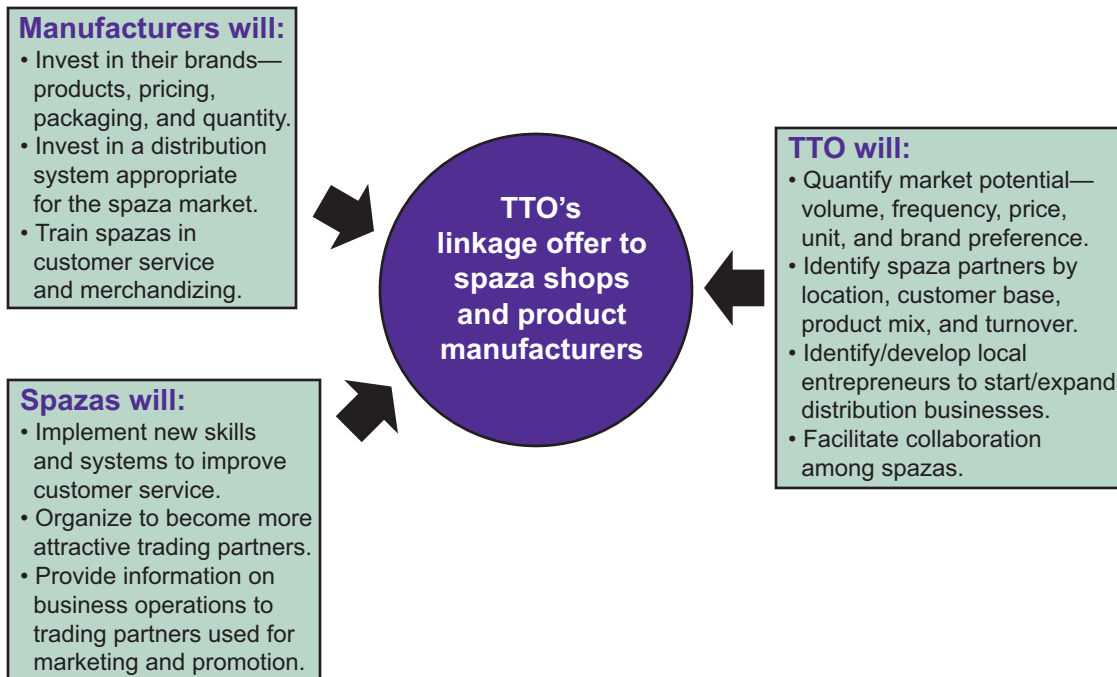 Manufacturers will:
• Invest in their brands—
products, pricing,
packaging, and quantity.
• Invest in a distribution
system appropriate
for the spaza market.
• Train spazas in
customer service
and merchandizing.
Spazas will:
• Implement new skills
and systems to improve
customer service.
• Organize to become more
attractive trading partners.
• Provide information on
business operations to
trading partners used for
marketing and promotion.
TTO’s
linkage offer to
spaza shops
and product
manufacturers
TTO will:
• Quantify market potential—
volume, frequency, price,
unit, and brand preference.
• Identify spaza partners by
location, customer base,
product mix, and turnover.
• Identify/develop local
entrepreneurs to start/expand
distribution businesses.
• Facilitate collaboration
among spazas.